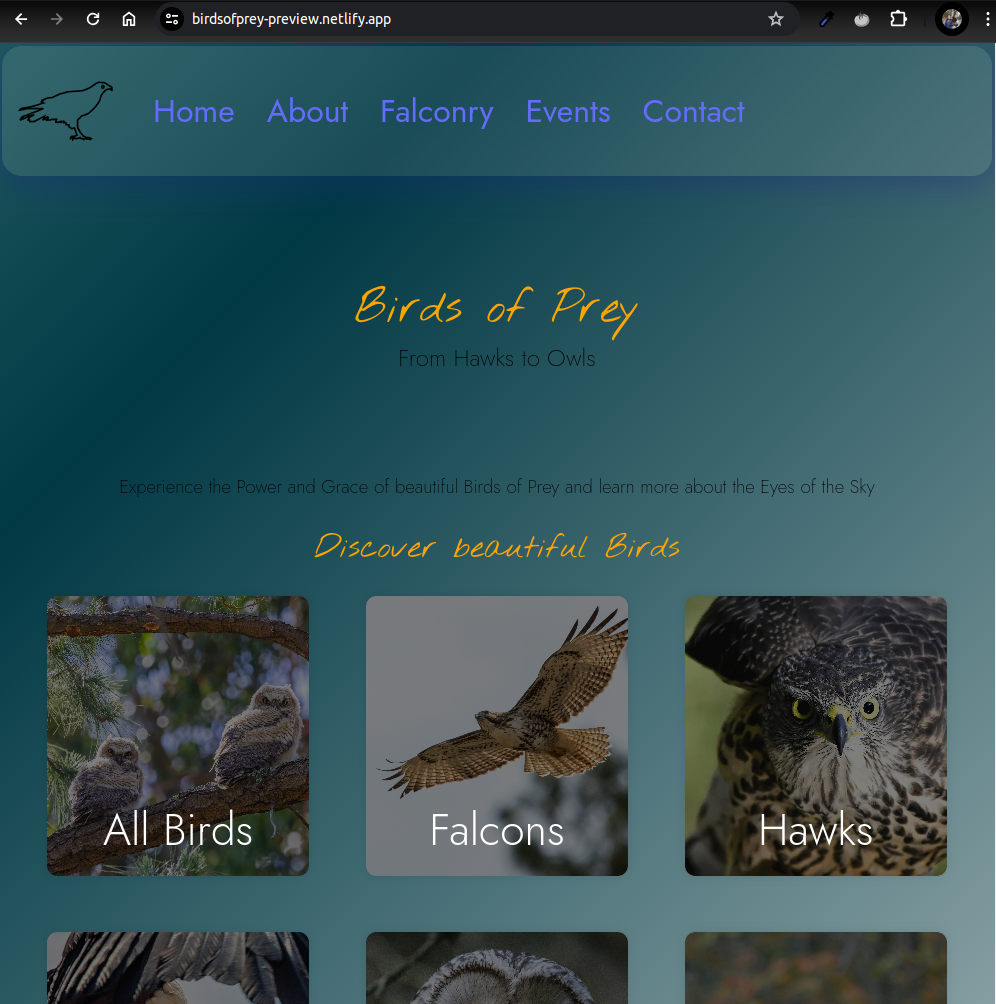 birdsofprey-preview.netlify.app
Home About Falconry Events Contact
Birds of Prey
From Hawks to Owls
Experience the Power and Grace of beautiful Birds of Prey and learn more about the Eyes of the Sky
Discover beautiful Birds
All Birds
Falcons
Hawks